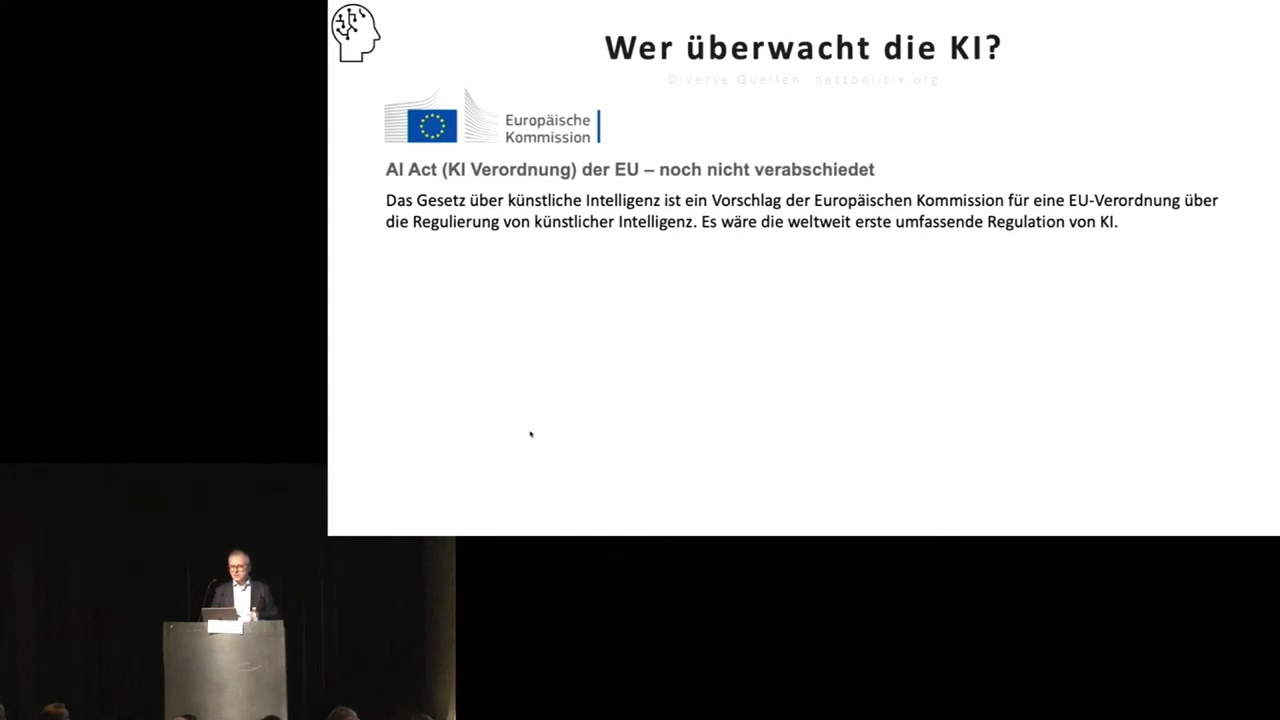 Wer überwacht die KI?
Diverse Quellen netzpolitik org
Europäische
Kommission
AI Act (KI Verordnung) der EU – noch nicht verabschiedet
Das Gesetz über künstliche Intelligenz ist ein Vorschlag der Europäischen Kommission für eine EU-Verordnung über
die Regulierung von künstlicher Intelligenz. Es wäre die weltweit erste umfassende Regulation von KI.